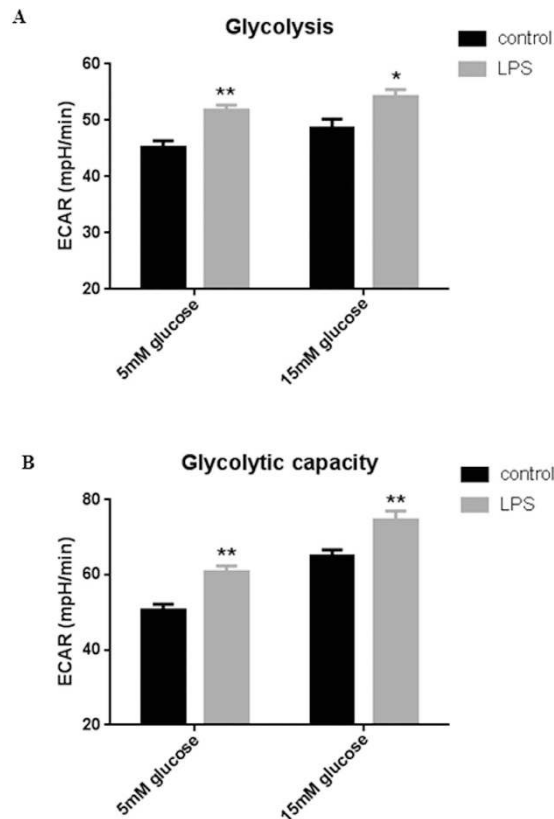 A
Glycolysis
control
LPS
ECAR (mpH/min)
60
50
40
30
20
**
*
5mM glucose
15mM glucose
B
Glycolytic capacity
control
LPS
ECAR (mpH/min)
80
60
40
20
**
**
5mM glucose
15mM glucose